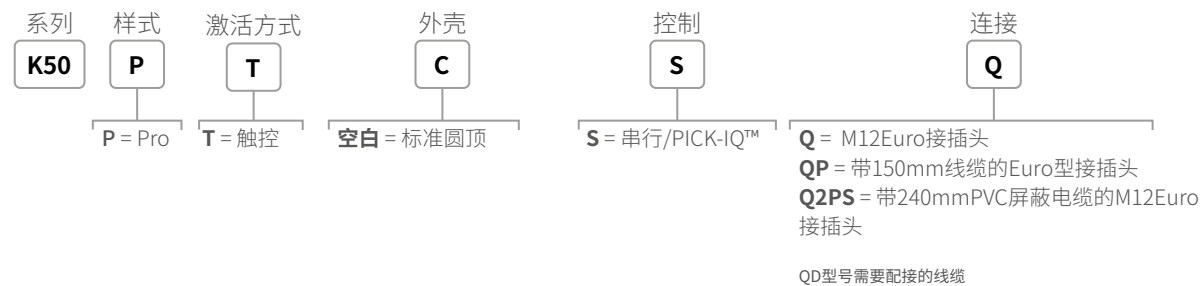 系列 样式 激活方式 外壳 控制 连接
K50 P T C S Q
P = Pro T = 触控 空白 = 标准圆顶 S = 串行/PICK-IQ™ Q = M12Euro接插头
QP = 带150mm线缆的Euro型接插头
Q2PS = 带240mmPVC屏蔽电缆的M12Euro
接插头
QD型号需要配接的线缆